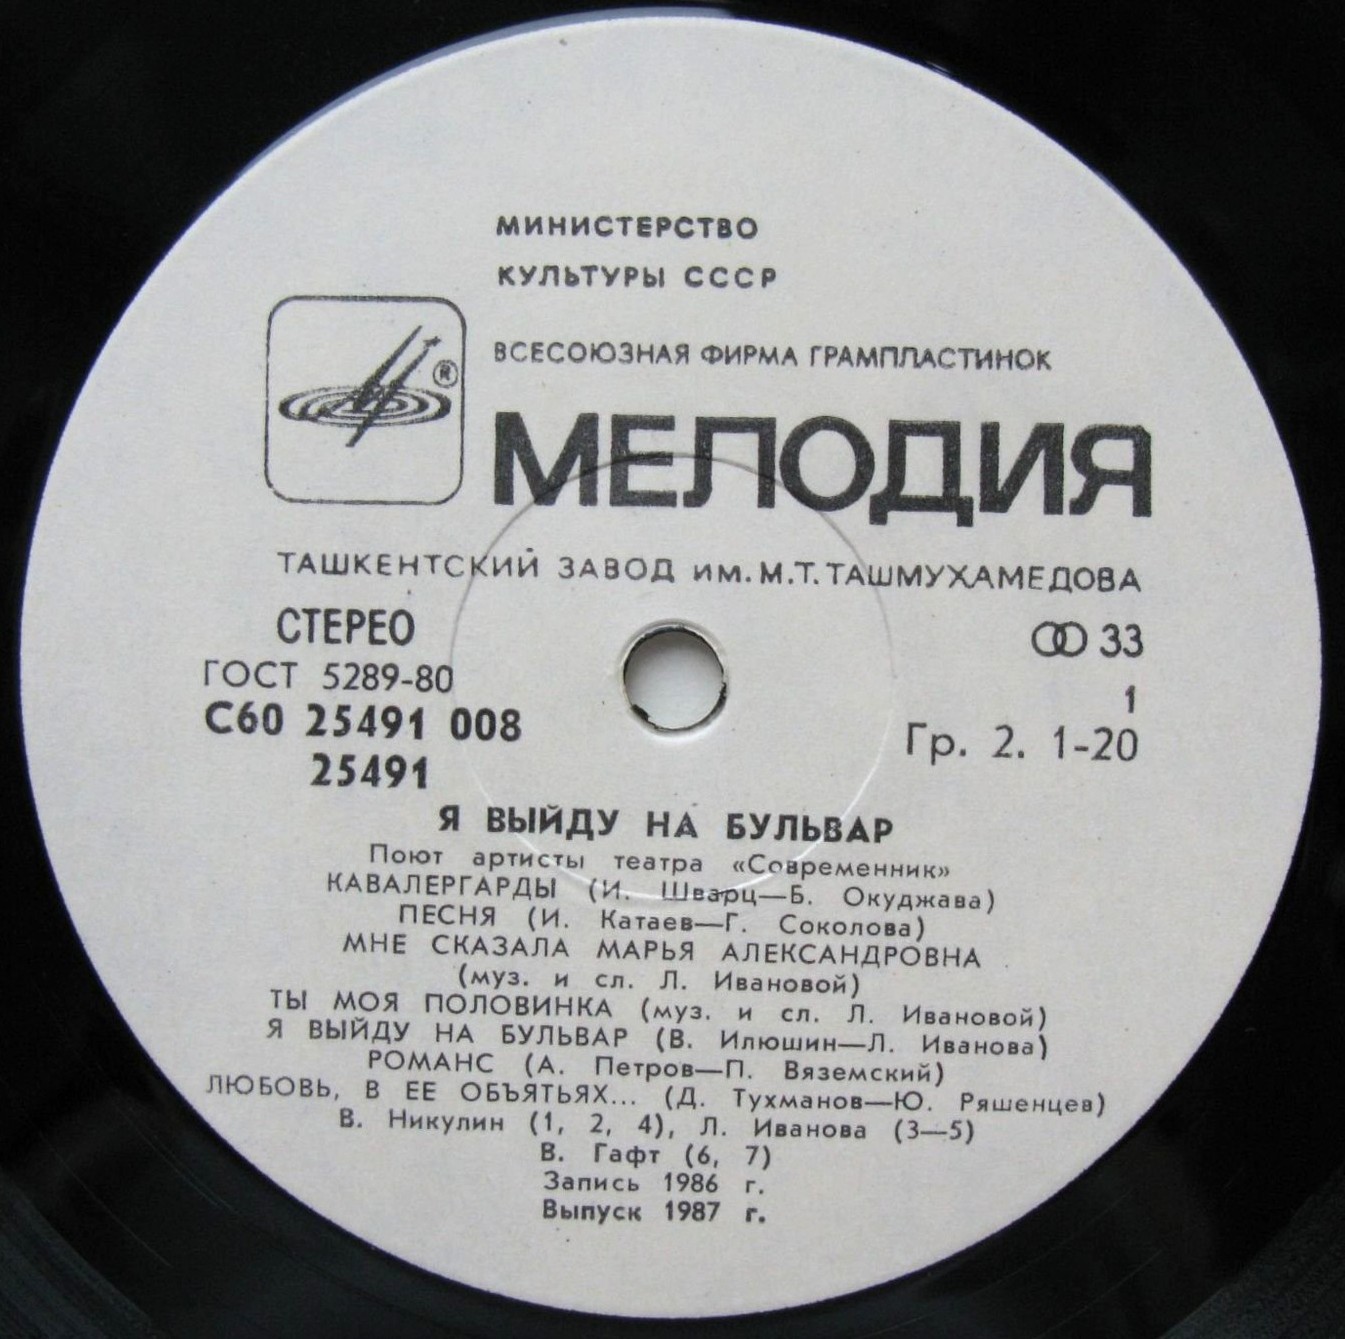 МИНИСТЕРСТВО
КУЛЬТУРЫ СССР
ВСЕСОЮЗНАЯ ФИРМА ГРАМПЛАСТИНОК
®
МЕЛОДИЯ
ТАШКЕНТСКИЙ ЗАВОД ИМ. М.Т. ТАШМУХАМЕДОВА
СТЕРЕО
33
ГОСТ 5289-80
1
С60 25491 008
Гр. 2. 1-20
25491
Я ВЫЙДУ НА БУЛЬВАР
Поют артисты театра «Современник»
КАВАЛЕРГАРДЫ (И. Шварц—Б. Окуджава)
ПЕСНЯ (И. Катаев—Г. Соколова)
МНЕ СКАЗАЛА МАРЬЯ АЛЕКСАНДРОВНА
(муз. и сл. Л. Ивановой)
ТЫ МОЯ ПОЛОВИНКА (муз. и сл. Л. Ивановой)
Я ВЫЙДУ НА БУЛЬВАР (В. Илюшин—Л. Иванова)
РОМАНС (А. Петров—П. Вяземский)
ЛЮБОВЬ, В ЕЕ ОБЪЯТЬЯХ... (Д. Тухманов—Ю. Ряшенцев)
В. Никулин (1, 2, 4), Л. Иванова (3—5)
В. Гафт (6, 7)
Запись 1986 г.
Выпуск 1987 г.